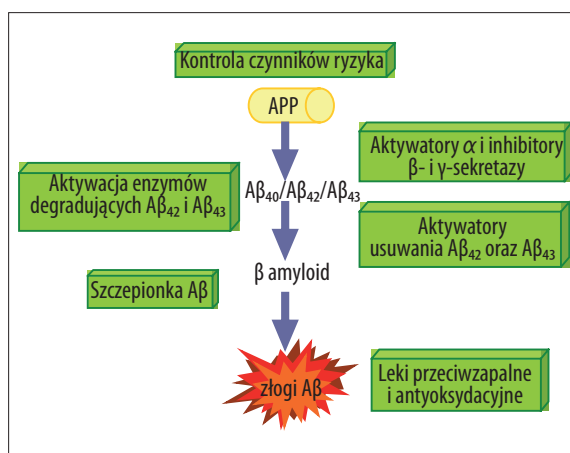 Kontrola czynników ryzyka
APP
Aktywatory α i inhibitory
β- i γ-sekretazy
Aktywacja enzymów
degradujących Aβ₄₂ i Aβ₄₃
Aβ₄₀/Aβ₄₂/Aβ₄₃
Aktywatory
usuwania Aβ₄₂ oraz Aβ₄₃
β amyloid
Szczepionka Aβ
złogi Aβ
Leki przeciwzapalne
i antyoksydacyjne